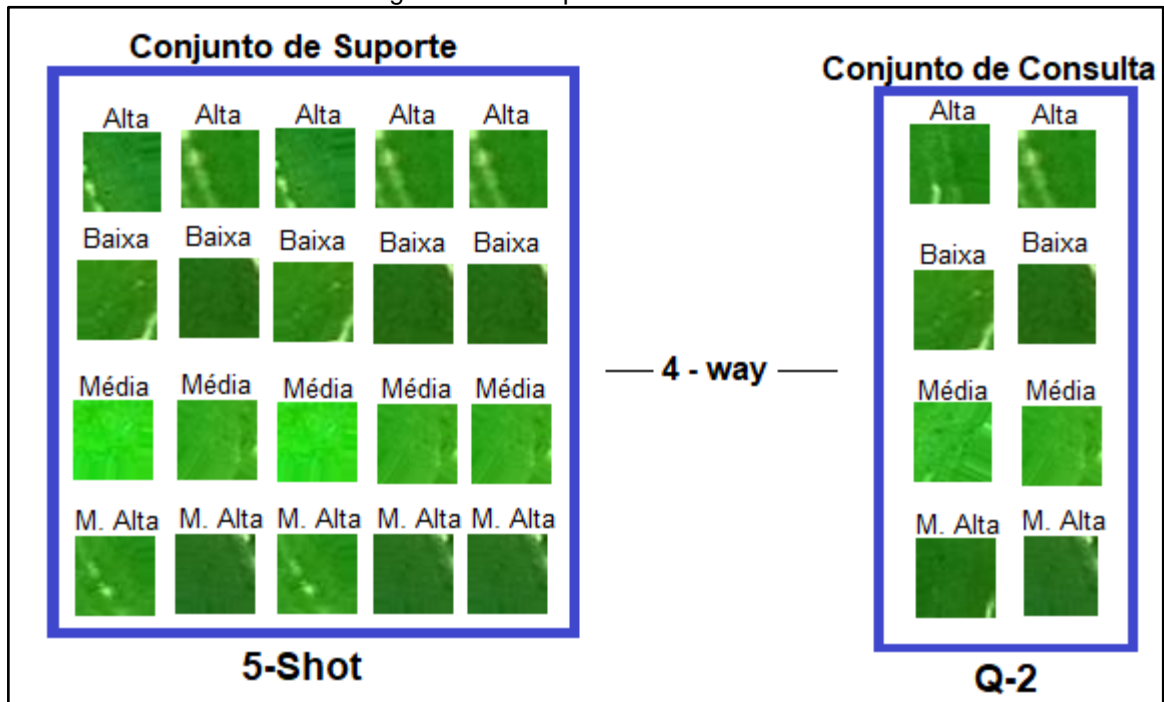 Conjunto de Suporte
Alta Alta Alta Alta Alta
Baixa Baixa Baixa Baixa Baixa
Média Média Média Média Média
M. Alta M. Alta M. Alta M. Alta M. Alta
5-Shot
4 - way
Conjunto de Consulta
Alta Alta
Baixa Baixa
Média Média
M. Alta M. Alta
Q-2